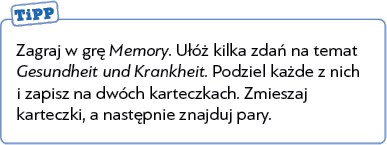 TiPP
Zagraj w grę Memory. Ułóż kilka zdań na temat
Gesundheit und Krankheit. Podziel każde z nich
i zapisz na dwóch karteczkach. Zmieszaj
karteczki, a następnie znajduj pary.